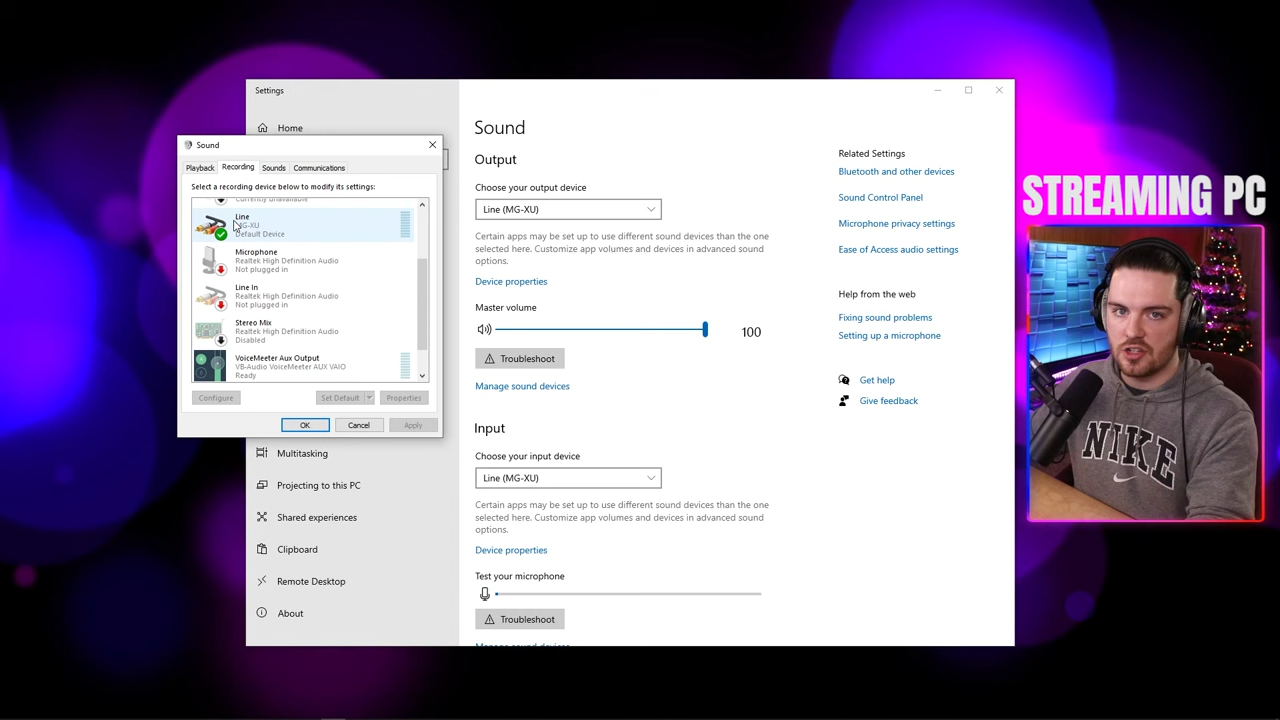 Settings
Home
Sound
Playback
Recording
Sounds
Communications
Select a recording device below to modify its settings:
Currently unavailable
Line
MG-XU
Default Device
Microphone
Realtek High Definition Audio
Not plugged in
Line In
Realtek High Definition Audio
Not plugged in
Stereo Mix
Realtek High Definition Audio
Disabled
VoiceMeeter Aux Output
VB-Audio VoiceMeeter AUX VAIO
Ready
Configure
Set Default
Properties
OK
Cancel
Apply
Multitasking
Projecting to this PC
Shared experiences
Clipboard
Remote Desktop
About
Sound
Output
Choose your output device
Line (MG-XU)
Certain apps may be set up to use different sound devices than the one
selected here. Customize app volumes and devices in advanced sound
options.
Device properties
Master volume
100
Troubleshoot
Manage sound devices
Input
Choose your input device
Line (MG-XU)
Certain apps may be set up to use different sound devices than the one
selected here. Customize app volumes and devices in advanced sound
options.
Device properties
Test your microphone
Troubleshoot
Manage sound devices
Related Settings
Bluetooth and other devices
Sound Control Panel
Microphone privacy settings
Ease of Access audio settings
Help from the web
Fixing sound problems
Setting up a microphone
Get help
Give feedback
STREAMING PC
NIKE